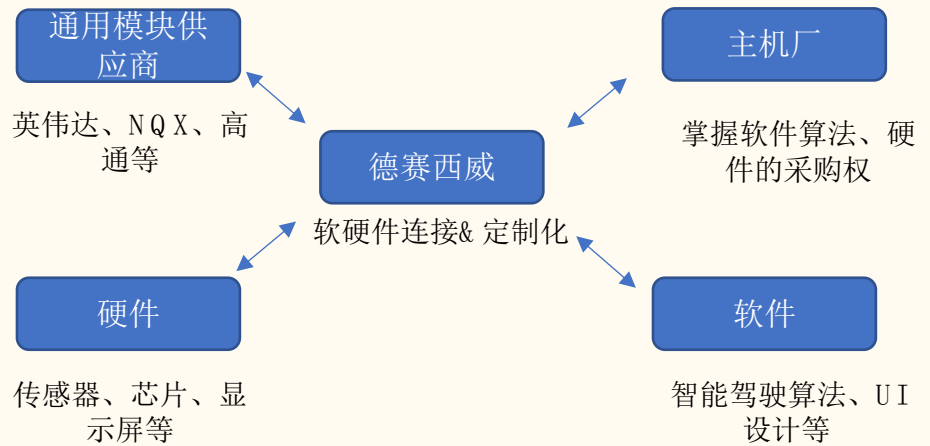 通用模块供
应商
主机厂
英伟达、NQX、高
通等
掌握软件算法、硬
件的采购权
德赛西威
软硬件连接& 定制化
硬件
软件
传感器、芯片、显
示屏等
智能驾驶算法、UI
设计等